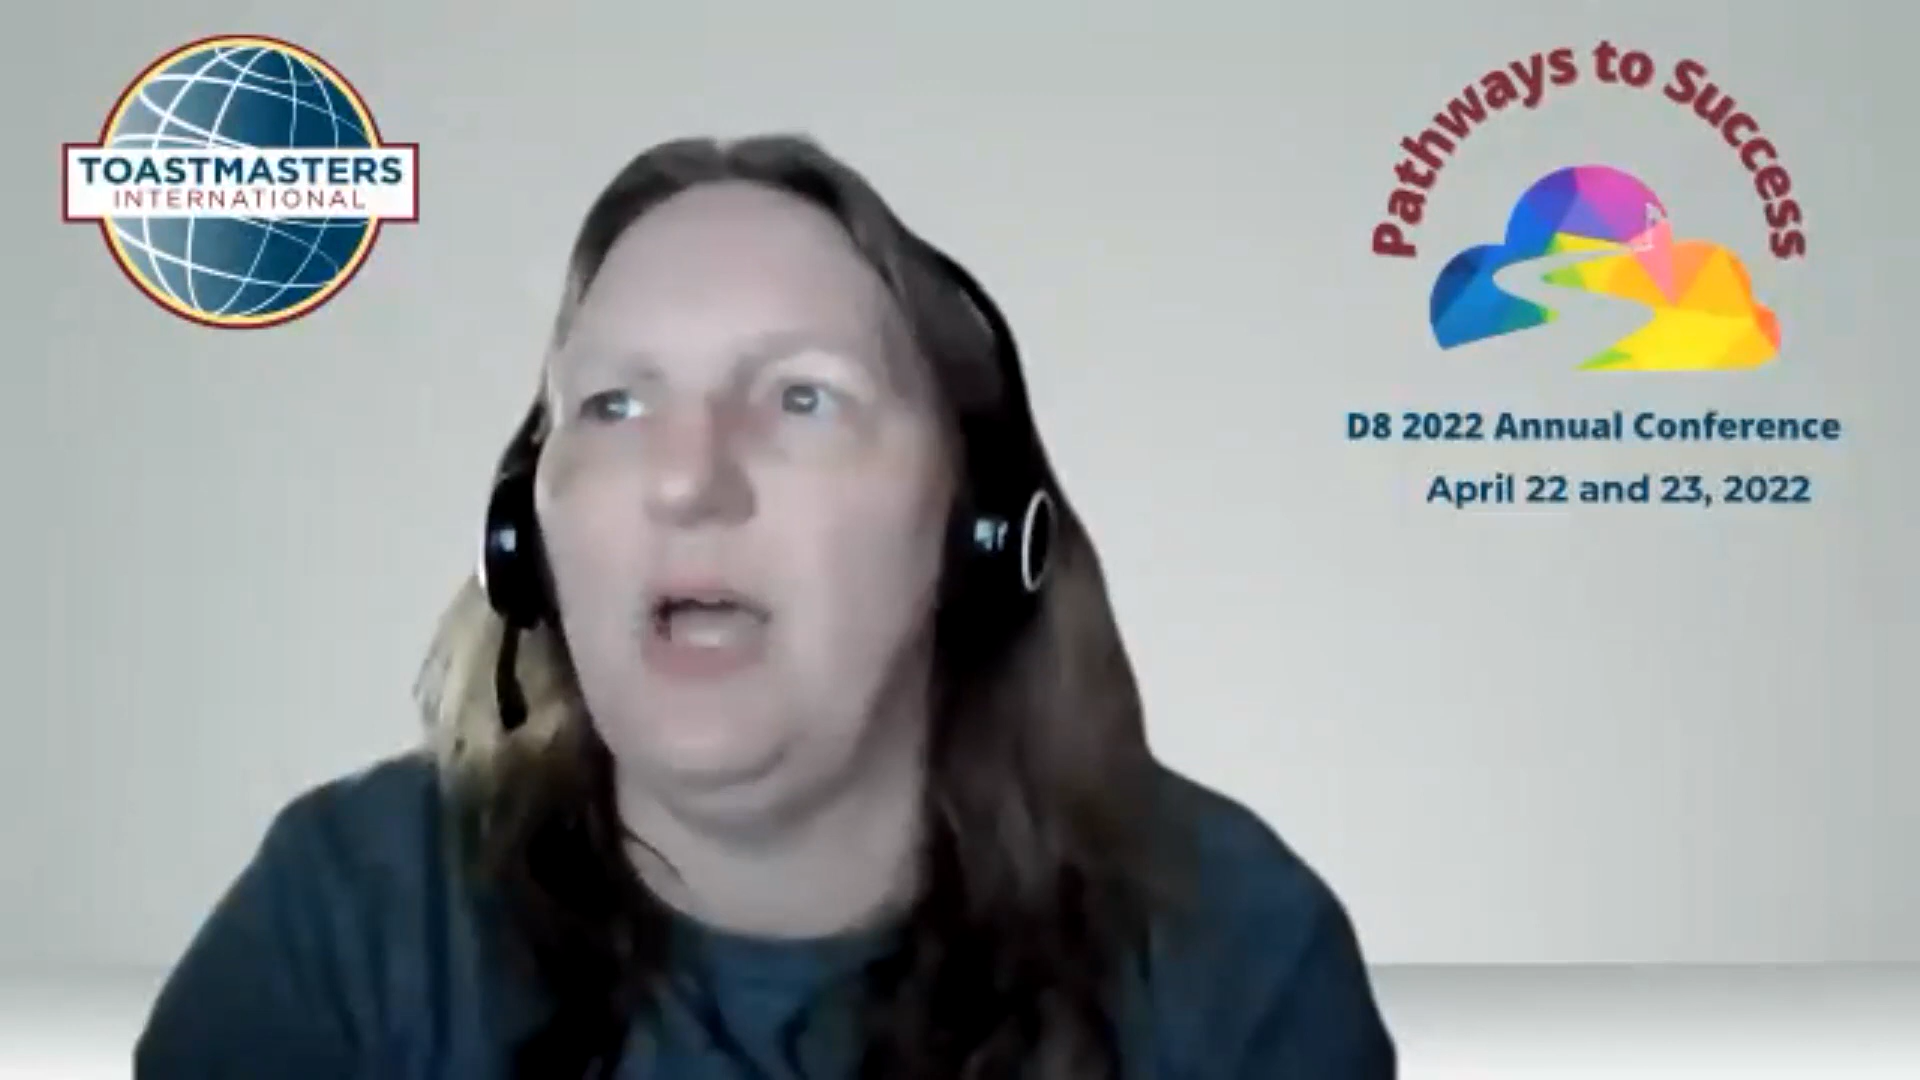 TOASTMASTERS
INTERNATIONAL
Pathways to Success
D8 2022 Annual Conference
April 22 and 23, 2022